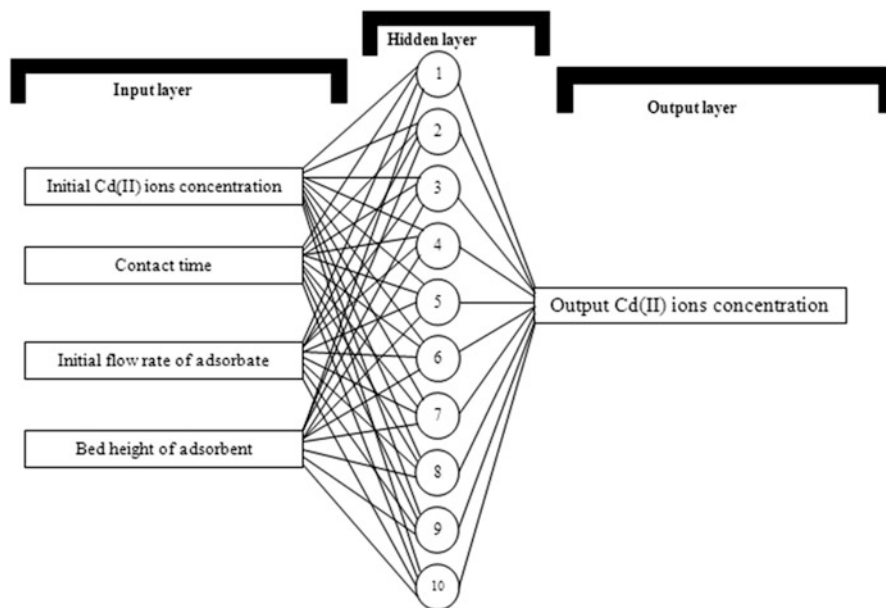 Input layer
Hidden layer
Output layer
Initial Cd(II) ions concentration
Contact time
Initial flow rate of adsorbate
Bed height of adsorbent
1
2
3
4
5
6
7
8
9
10
Output Cd(II) ions concentration